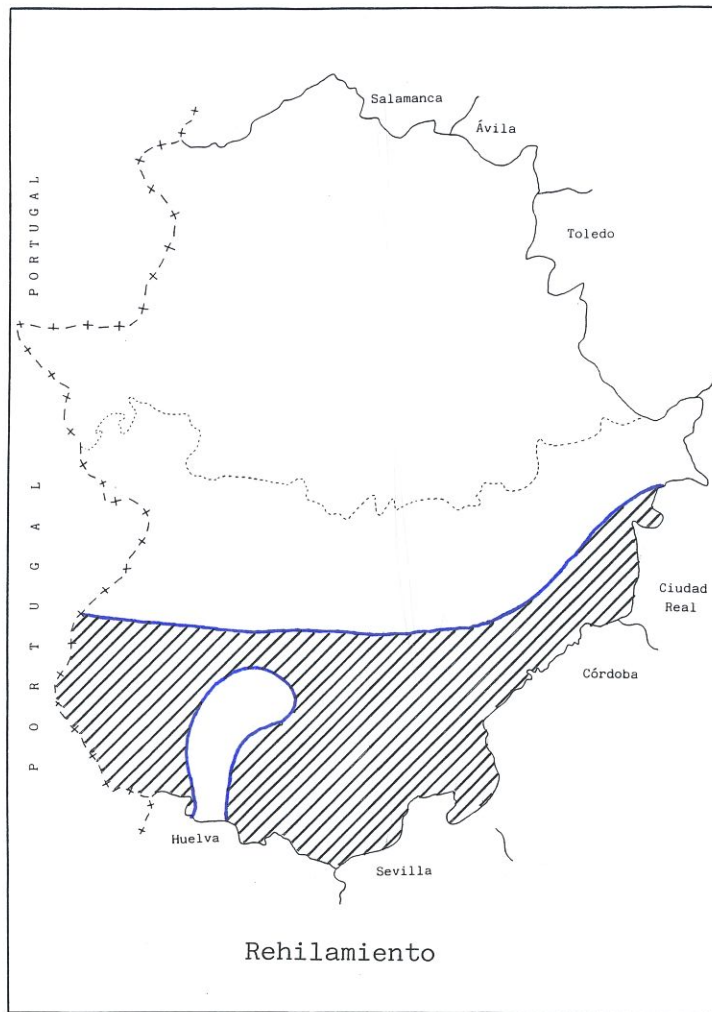 Salamanca
Ávila
PORTUGAL
Toledo
PORTUGAL
Ciudad
Real
Córdoba
Huelva
Sevilla
Rehilamiento